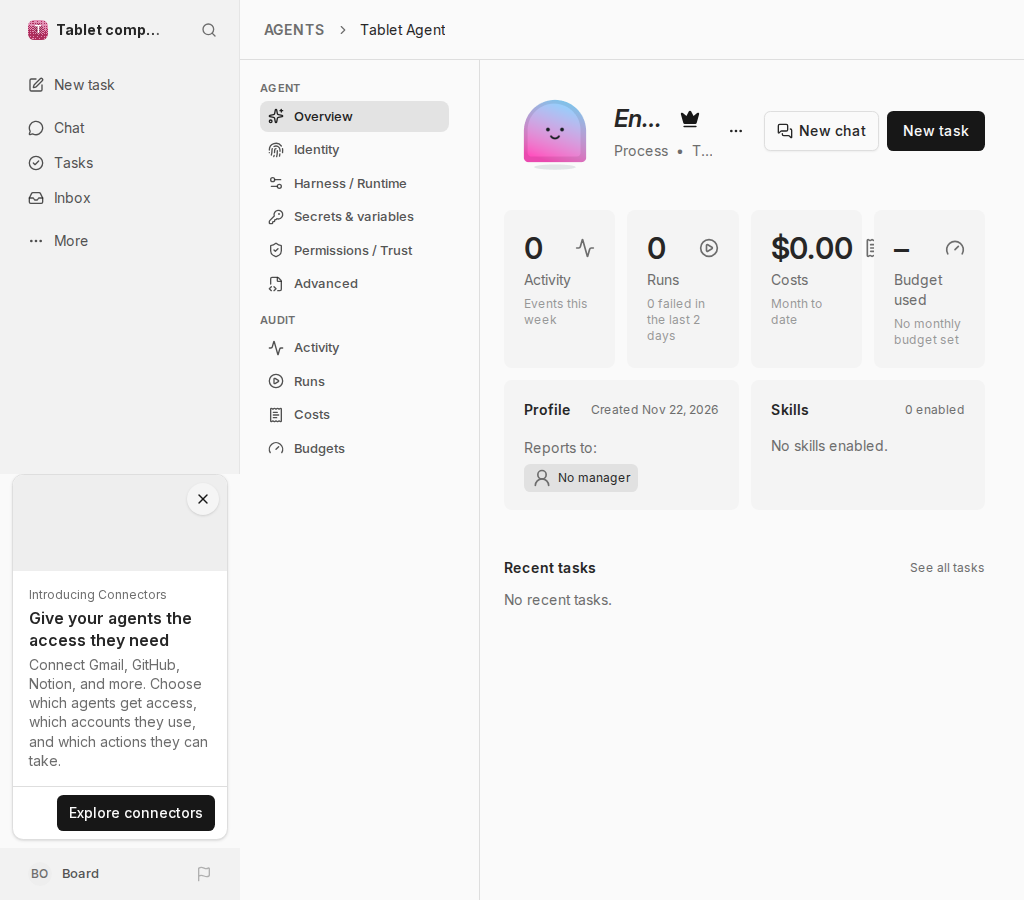 Tablet comp…
New task
Chat
Tasks
Inbox
More
Introducing Connectors
Give your agents the
access they need
Connect Gmail, GitHub,
Notion, and more. Choose
which agents get access,
which accounts they use,
and which actions they can
take.
Explore connectors
BO Board
AGENTS > Tablet Agent
AGENT
Overview
Identity
Harness / Runtime
Secrets & variables
Permissions / Trust
Advanced
AUDIT
Activity
Runs
Costs
Budgets
En…
Process • T…
New chat
New task
0
Activity
Events this
week
0
Runs
0 failed in
the last 2
days
$0.00
Costs
Month to
date
–
Budget
used
No monthly
budget set
Profile Created Nov 22, 2026
Reports to:
No manager
Skills 0 enabled
No skills enabled.
Recent tasks See all tasks
No recent tasks.